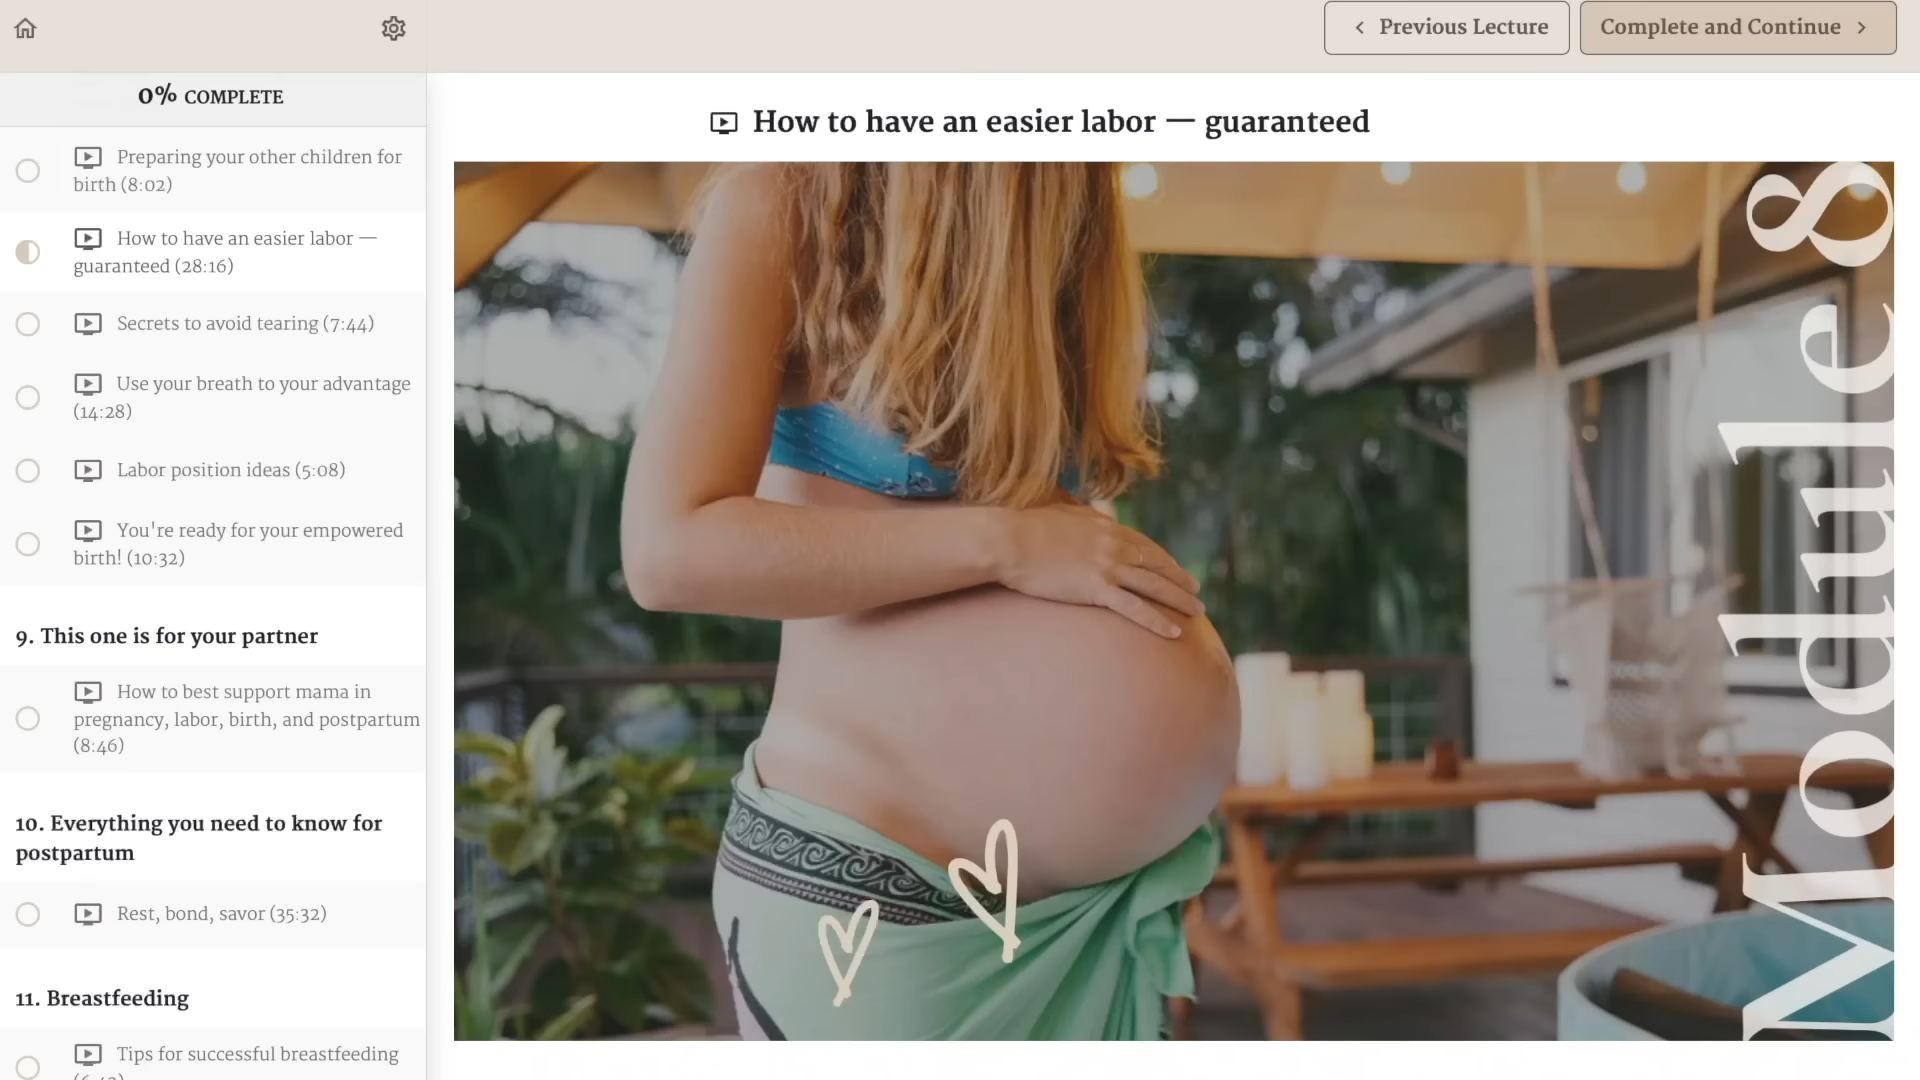 Previous Lecture
Complete and Continue
0% COMPLETE
Preparing your other children for
birth (8:02)
How to have an easier labor —
guaranteed (28:16)
Secrets to avoid tearing (7:44)
Use your breath to your advantage
(14:28)
Labor position ideas (5:08)
You're ready for your empowered
birth! (10:32)
9. This one is for your partner
How to best support mama in
pregnancy, labor, birth, and postpartum
(8:46)
10. Everything you need to know for
postpartum
Rest, bond, savor (35:32)
11. Breastfeeding
Tips for successful breastfeeding
How to have an easier labor — guaranteed
Module 8